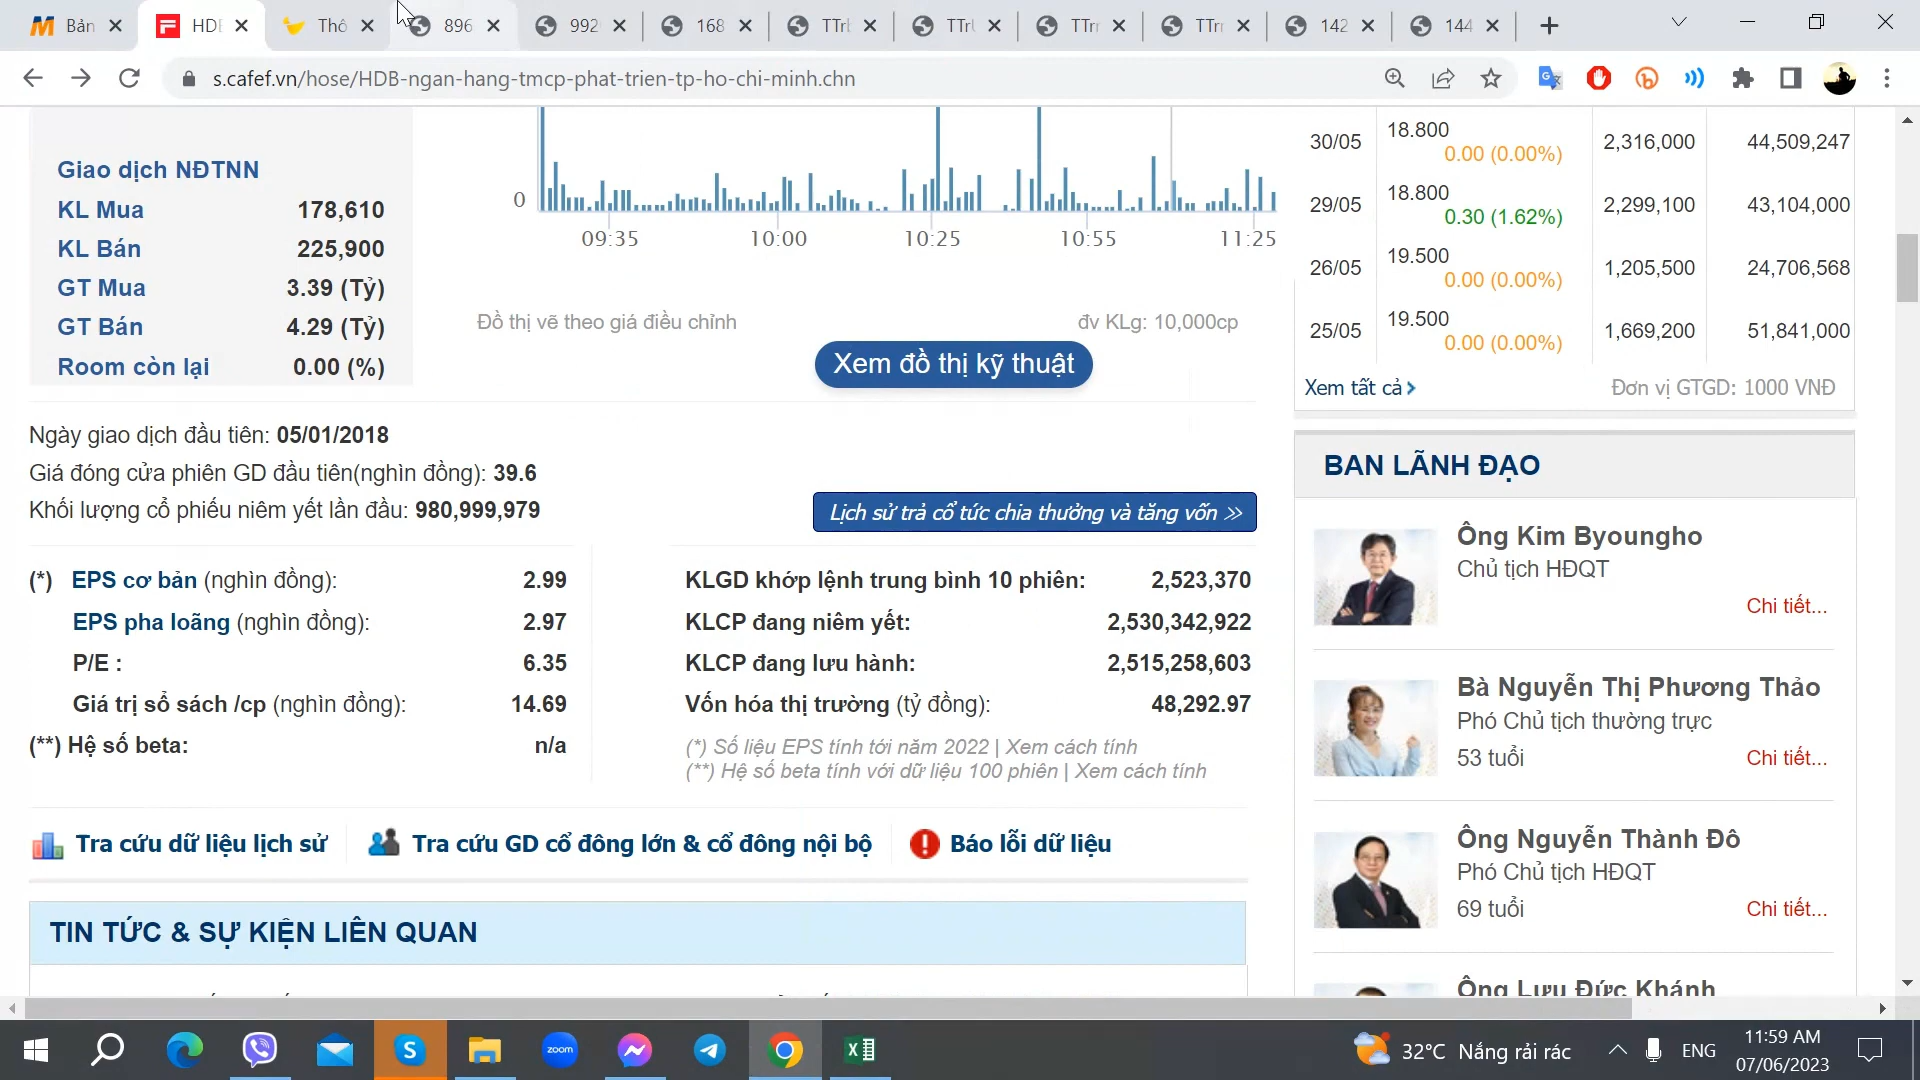 Bản
HDB
Thô
896
992
168
TTrl
TTrl
TTrr
TTrr
142
144
s.cafef.vn/hose/HDB-ngan-hang-tmcp-phat-trien-tp-ho-chi-minh.chn
Giao dịch NĐTNN
KL Mua 178,610
KL Bán 225,900
GT Mua 3.39 (Tỷ)
GT Bán 4.29 (Tỷ)
Room còn lại 0.00 (%)
0
09:35 10:00 10:25 10:55 11:25
Đồ thị vẽ theo giá điều chỉnh đv KLg: 10,000cp
Xem đồ thị kỹ thuật
30/05 18.800 0.00 (0.00%) 2,316,000 44,509,247
29/05 18.800 0.30 (1.62%) 2,299,100 43,104,000
26/05 19.500 0.00 (0.00%) 1,205,500 24,706,568
25/05 19.500 0.00 (0.00%) 1,669,200 51,841,000
Xem tất cả Đơn vị GTGD: 1000 VNĐ
Ngày giao dịch đầu tiên: 05/01/2018
Giá đóng cửa phiên GD đầu tiên(nghìn đồng): 39.6
Khối lượng cổ phiếu niêm yết lần đầu: 980,999,979
Lịch sử trả cổ tức chia thưởng và tăng vốn >>
(*) EPS cơ bản (nghìn đồng): 2.99
EPS pha loãng (nghìn đồng): 2.97
P/E : 6.35
Giá trị sổ sách /cp (nghìn đồng): 14.69
(**) Hệ số beta: n/a
KLGD khớp lệnh trung bình 10 phiên: 2,523,370
KLCP đang niêm yết: 2,530,342,922
KLCP đang lưu hành: 2,515,258,603
Vốn hóa thị trường (tỷ đồng): 48,292.97
(*) Số liệu EPS tính tới năm 2022 | Xem cách tính
(**) Hệ số beta tính với dữ liệu 100 phiên | Xem cách tính
Tra cứu dữ liệu lịch sử
Tra cứu GD cổ đông lớn & cổ đông nội bộ
Báo lỗi dữ liệu
TIN TỨC & SỰ KIỆN LIÊN QUAN
BAN LÃNH ĐẠO
Ông Kim Byoungho
Chủ tịch HĐQT
Chi tiết...
Bà Nguyễn Thị Phương Thảo
Phó Chủ tịch thường trực
53 tuổi
Chi tiết...
Ông Nguyễn Thành Đô
Phó Chủ tịch HĐQT
69 tuổi
Chi tiết...
Ông Lưu Đức Khánh
zoom
32°C Nắng rải rác
ENG
11:59 AM
07/06/2023